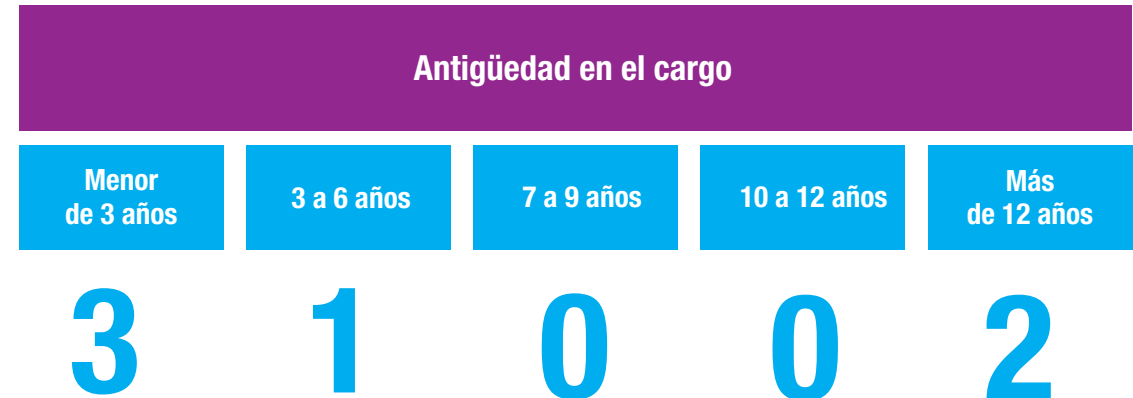 Antigüedad en el cargo
Menor
de 3 años
3 a 6 años
7 a 9 años
10 a 12 años
Más
de 12 años
3 1 0 0 2